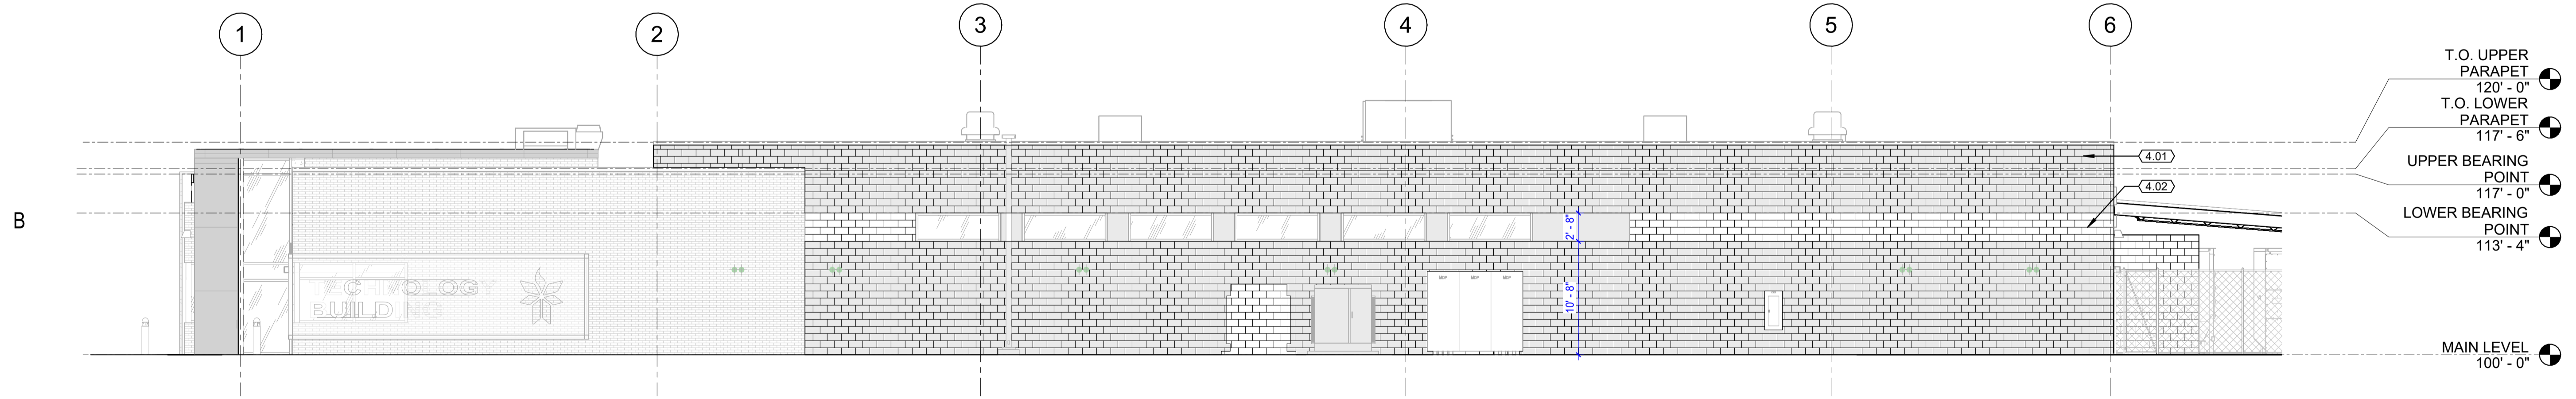 1
2
3
4
5
6
T.O. UPPER
PARAPET
120' - 0"
T.O. LOWER
PARAPET
117' - 6"
UPPER BEARING
POINT
117' - 0"
LOWER BEARING
POINT
113' - 4"
MAIN LEVEL
100' - 0"
4.01
4.02
B
2' - 8"
10' - 8"
TECHNOLOGY
BUILDING